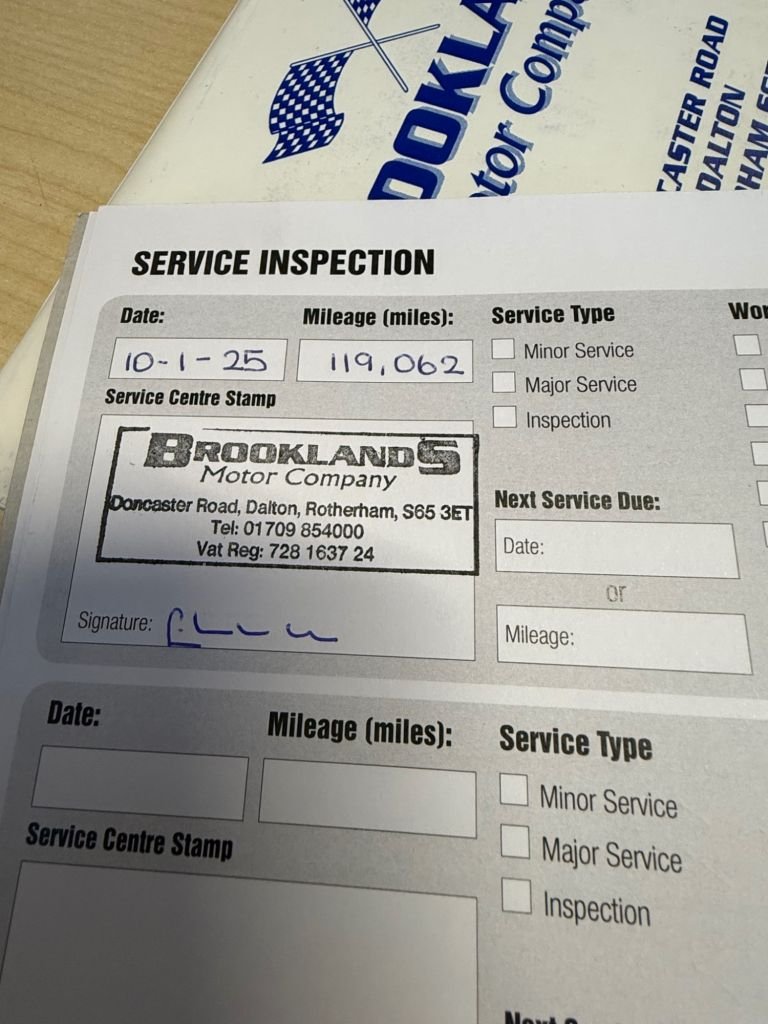 OOKLA
tor Comp
CASTER ROAD
DALTON
HAM
SERVICE INSPECTION
Date:
Mileage (miles):
Service Type
Wor
10-1-25
119,062
Minor Service
Major Service
Inspection
Service Centre Stamp
BROOKLANDS
Motor Company
Doncaster Road, Dalton, Rotherham, S65 3ET
Tel: 01709 854000
Vat Reg: 728 1637 24
Signature:
Next Service Due:
Date:
or
Mileage:
Date:
Mileage (miles):
Service Type
Minor Service
Major Service
Inspection
Service Centre Stamp